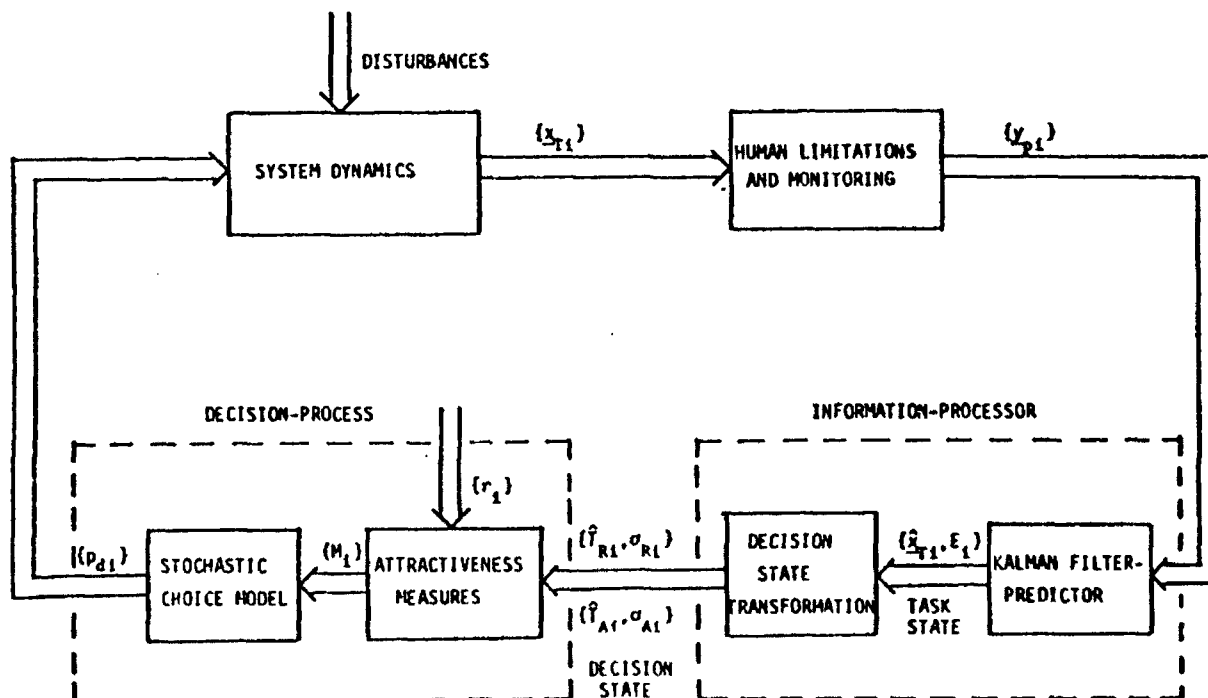 DISTURBANCES
SYSTEM DYNAMICS
{x_Ti}
HUMAN LIMITATIONS
AND MONITORING
{y_pi}
DECISION-PROCESS
INFORMATION-PROCESSOR
{r_i}
{p_di}
STOCHASTIC
CHOICE MODEL
{M_i}
ATTRACTIVENESS
MEASURES
{T̂_Ri,σ_Ri}
{T̂_Ai,σ_Ai}
DECISION
STATE
DECISION
STATE
TRANSFORMATION
{x̂_Ti,E_i}
TASK
STATE
KALMAN FILTER-
PREDICTOR